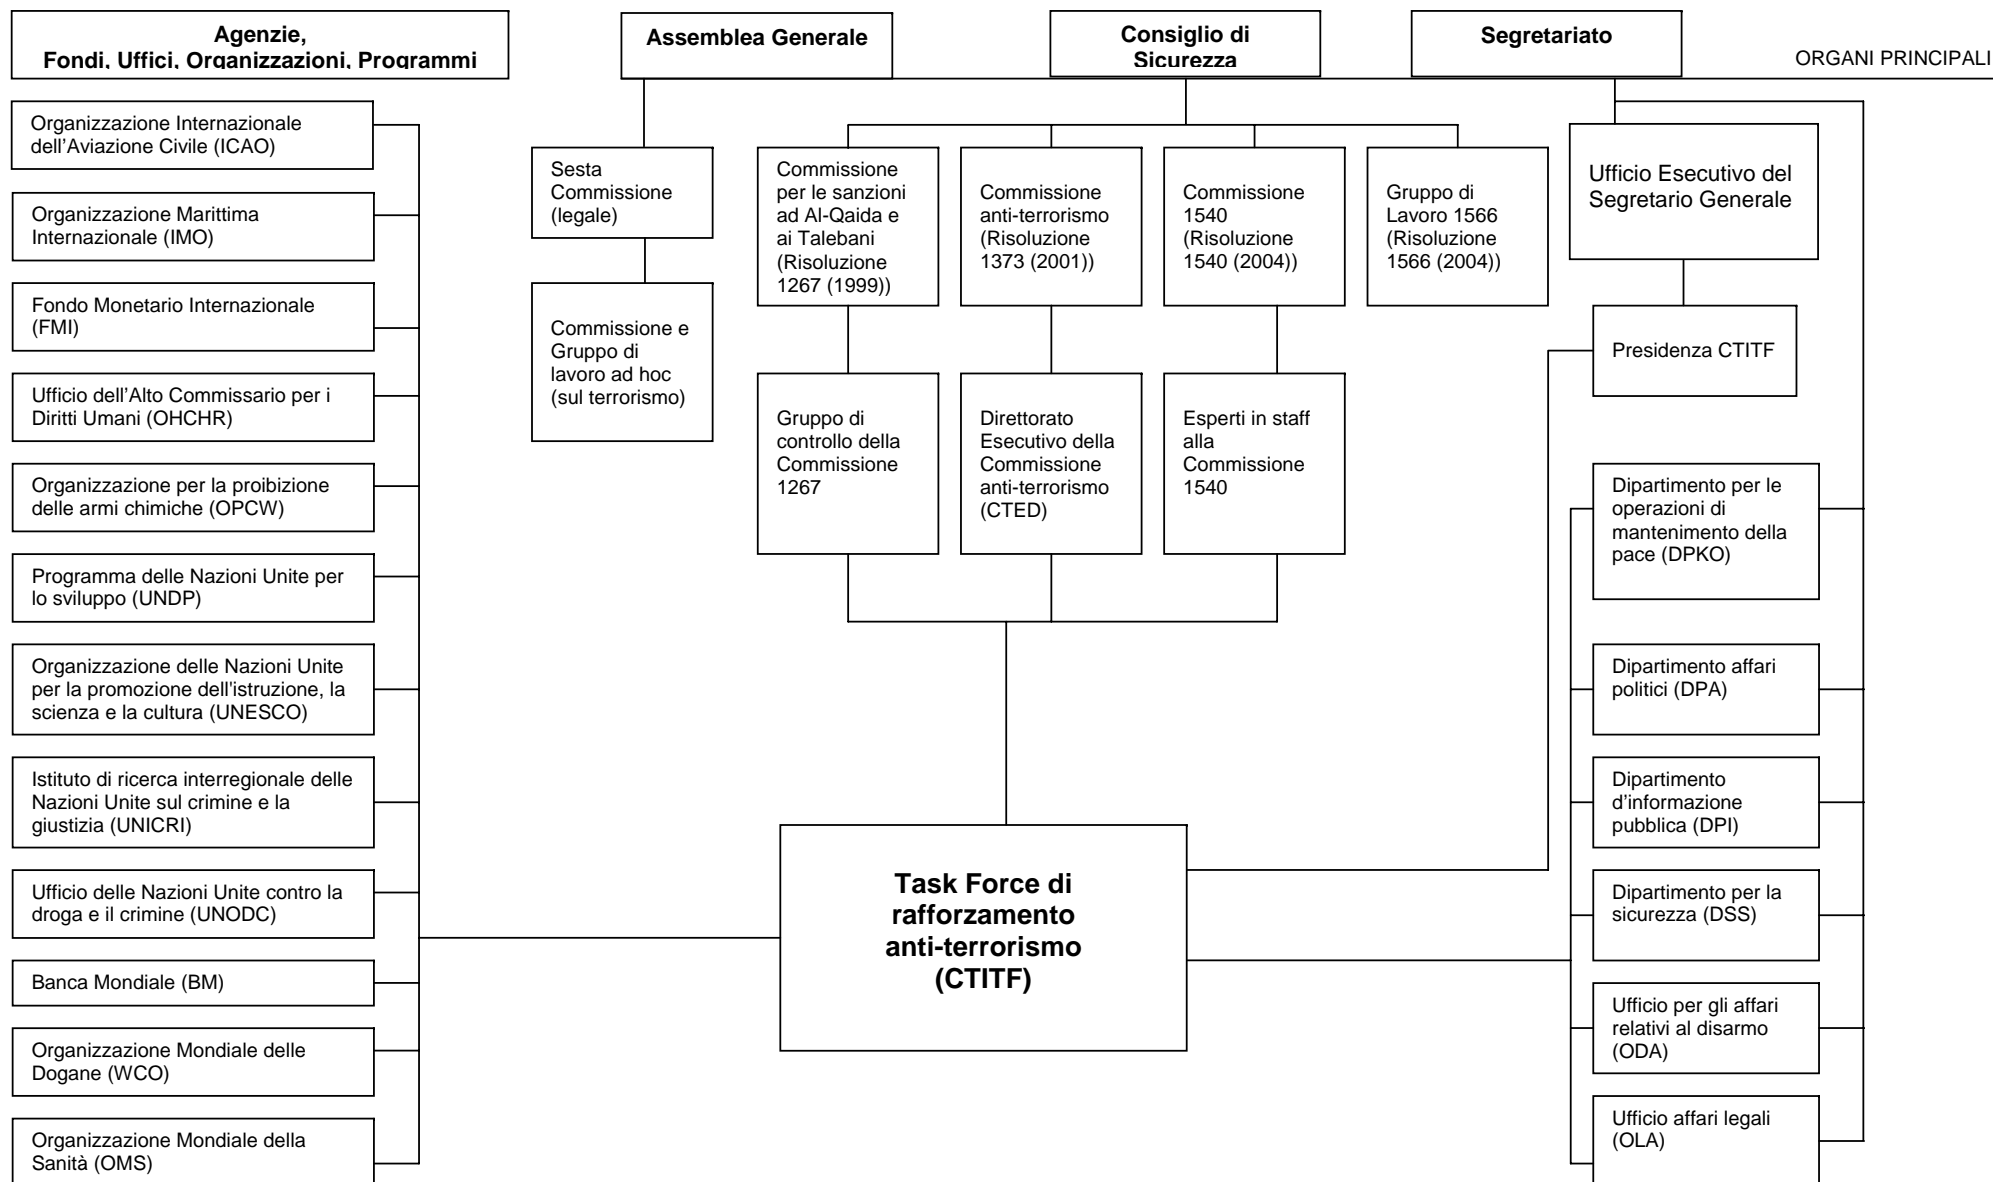 Agenzie,
Fondi, Uffici, Organizzazioni, Programmi
Assemblea Generale
Consiglio di
Sicurezza
Segretariato
ORGANI PRINCIPALI
Organizzazione Internazionale
dell'Aviazione Civile (ICAO)
Organizzazione Marittima
Internazionale (IMO)
Fondo Monetario Internazionale
(FMI)
Ufficio dell'Alto Commissario per i
Diritti Umani (OHCHR)
Organizzazione per la proibizione
delle armi chimiche (OPCW)
Programma delle Nazioni Unite per
lo sviluppo (UNDP)
Organizzazione delle Nazioni Unite
per la promozione dell'istruzione, la
scienza e la cultura (UNESCO)
Istituto di ricerca interregionale delle
Nazioni Unite sul crimine e la
giustizia (UNICRI)
Ufficio delle Nazioni Unite contro la
droga e il crimine (UNODC)
Banca Mondiale (BM)
Organizzazione Mondiale delle
Dogane (WCO)
Organizzazione Mondiale della
Sanità (OMS)
Sesta
Commissione
(legale)
Commissione e
Gruppo di
lavoro ad hoc
(sul terrorismo)
Commissione
per le sanzioni
ad Al-Qaida e
ai Talebani
(Risoluzione
1267 (1999))
Commissione
anti-terrorismo
(Risoluzione
1373 (2001))
Commissione
1540
(Risoluzione
1540 (2004))
Gruppo di
Lavoro 1566
(Risoluzione
1566 (2004))
Gruppo di
controllo della
Commissione
1267
Direttorato
Esecutivo della
Commissione
anti-terrorismo
(CTED)
Esperti in staff
alla
Commissione
1540
Task Force di
rafforzamento
anti-terrorismo
(CTITF)
Ufficio Esecutivo del
Segretario Generale
Presidenza CTITF
Dipartimento per le
operazioni di
mantenimento della
pace (DPKO)
Dipartimento affari
politici (DPA)
Dipartimento
d'informazione
pubblica (DPI)
Dipartimento per la
sicurezza (DSS)
Ufficio per gli affari
relativi al disarmo
(ODA)
Ufficio affari legali
(OLA)